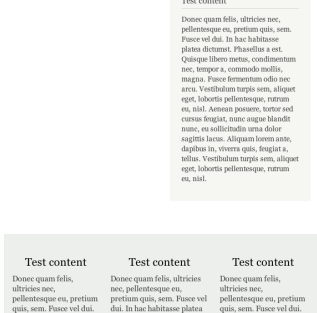 Test content
Donec quam felis, ultricies nec,
pellentesque eu, pretium quis, sem.
Fusce vel dui. In hac habitasse
platea dictumst. Phasellus a est.
Quisque libero metus, condimentum
nec, tempor a, commodo mollis,
magna. Fusce fermentum odio nec
arcu. Vestibulum turpis sem, aliquet
eget, lobortis pellentesque, rutrum
eu, nisl. Aenean posuere, tortor sed
cursus feugiat, nunc augue blandit
nunc, eu sollicitudin urna dolor
sagittis lacus. Aliquam lorem ante,
dapibus in, viverra quis, feugiat a,
tellus. Vestibulum turpis sem, aliquet
eget, lobortis pellentesque, rutrum
eu, nisl.
Test content
Donec quam felis,
ultricies nec,
pellentesque eu, pretium
quis, sem. Fusce vel dui.
Test content
Donec quam felis, ultricies
nec, pellentesque eu,
pretium quis, sem. Fusce vel
dui. In hac habitasse platea
Test content
Donec quam felis,
ultricies nec,
pellentesque eu, pretium
quis, sem. Fusce vel dui.